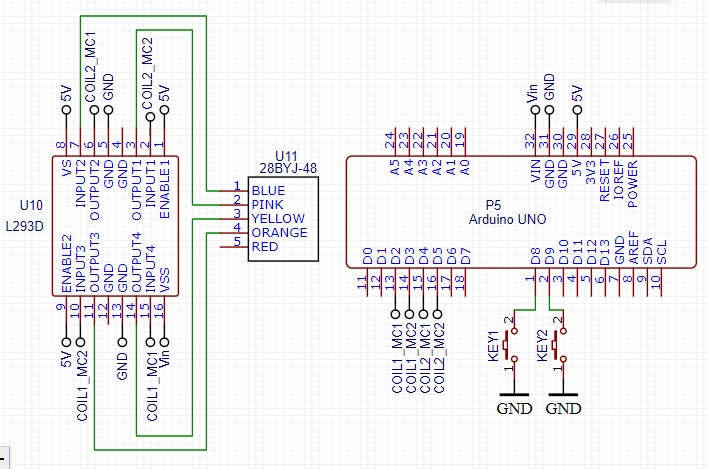 5V
COIL2_MC1
GND
COIL2_MC2
5V
8 7 6 5 4 3 2 1
VS
INPUT2
OUTPUT2
GND
GND
OUTPUT1
INPUT1
ENABLE1
U10
L293D
ENABLE2
INPUT3
OUTPUT3
GND
GND
OUTPUT4
INPUT4
VSS
9 10 11 12 13 14 15 16
5V
COIL1_MC2
GND
COIL1_MC1
Vin
U11
28BYJ-48
1 BLUE
2 PINK
3 YELLOW
4 ORANGE
5 RED
Vin
GND
5V
24 23 22 21 20 19
32 31 30 29 28 27 26 25
A5 A4 A3 A2 A1 A0
VIN
GND
GND
5V
3V3
RESET
IOREF
POWER
P5
Arduino UNO
D0 D1 D2 D3 D4 D5 D6 D7
D8 D9 D10 D11 D12 D13 GND AREF SDA SCL
11 12 13 14 15 16 17 18
1 2 3 4 5 6 7 8 9 10
COIL1_MC1
COIL1_MC2
COIL2_MC1
COIL2_MC2
KEY1
2
1
GND
KEY2
2
1
GND